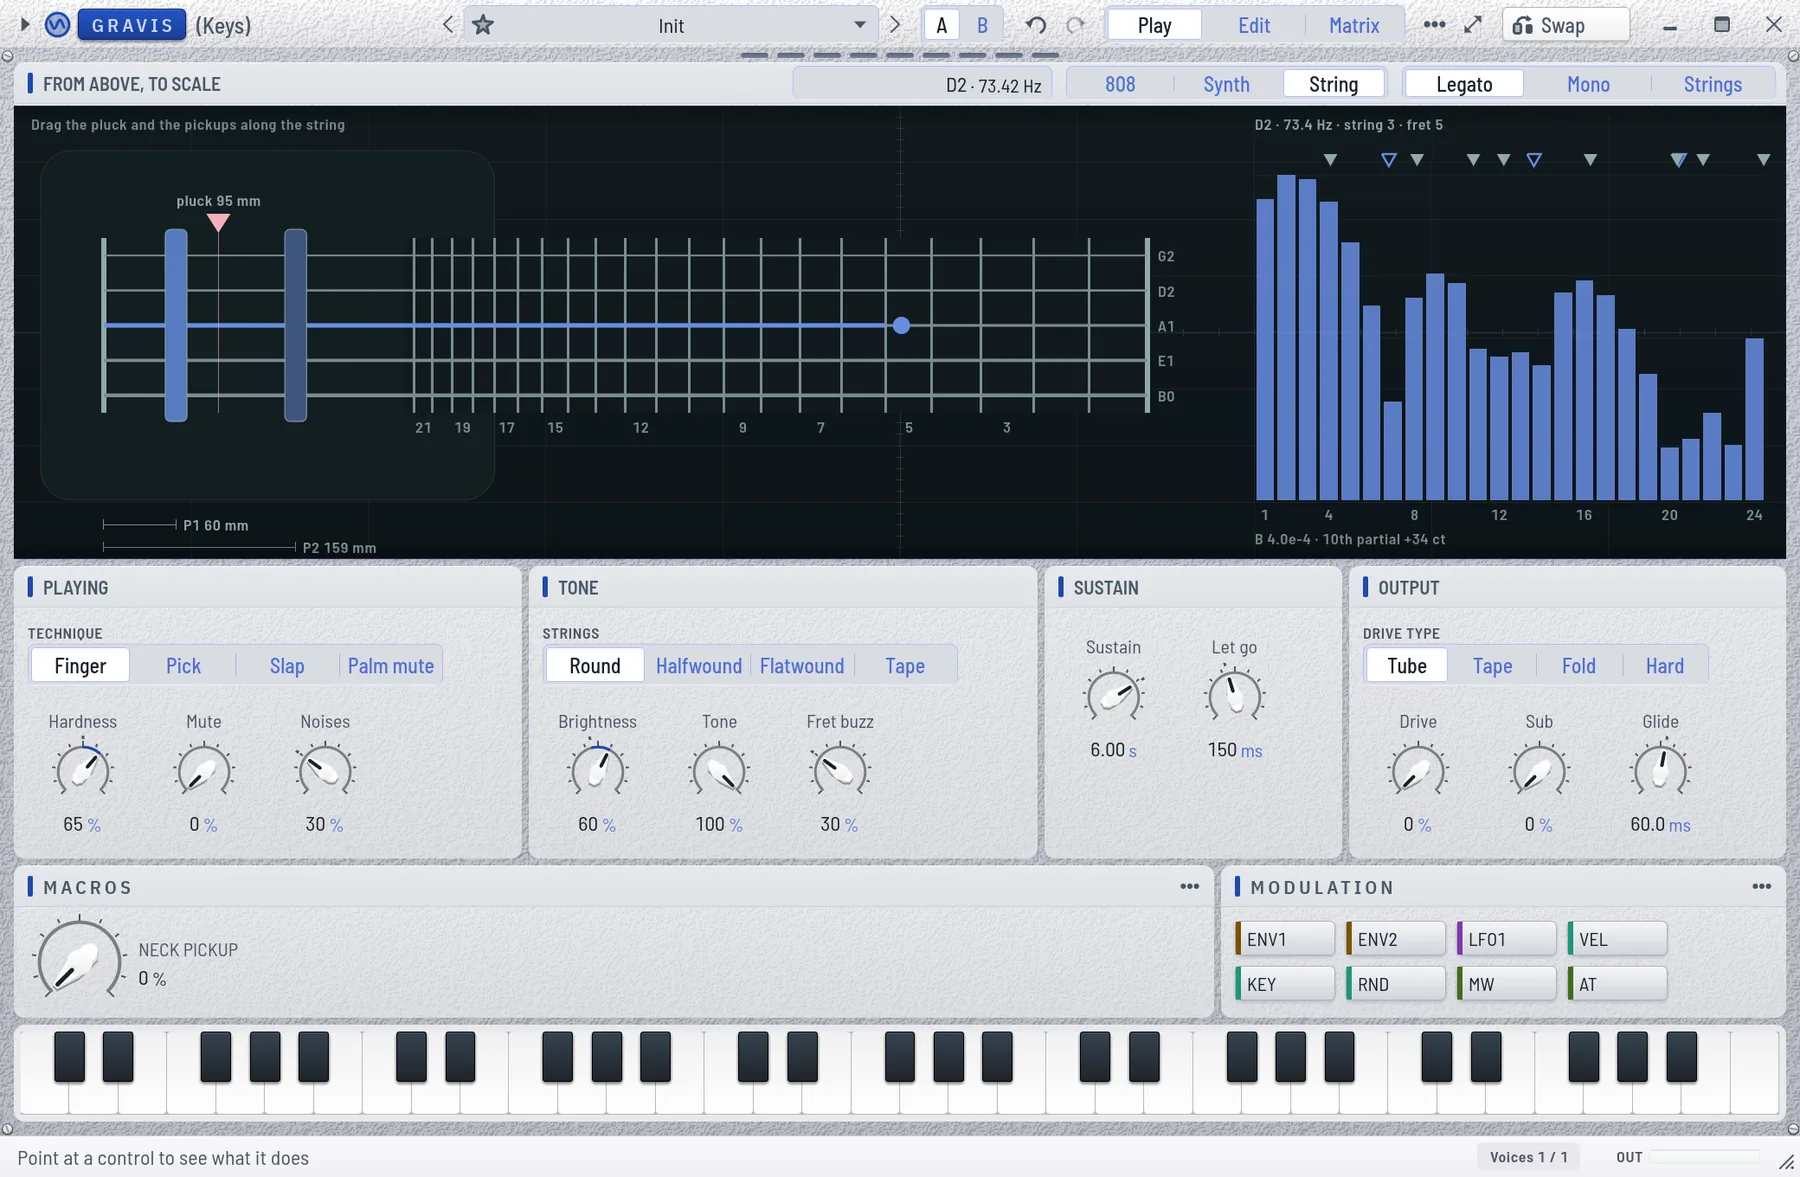 GRAVIS (Keys) Init A B Play Edit Matrix Swap
FROM ABOVE, TO SCALE D2 · 73.42 Hz 808 Synth String Legato Mono Strings
Drag the pluck and the pickups along the string
D2 · 73.4 Hz · string 3 · fret 5
pluck 95 mm
G2
D2
A1
E1
B0
21 19 17 15 12 9 7 5 3
P1 60 mm
P2 159 mm
1 4 8 12 16 20 24
B 4.0e-4 · 10th partial +34 ct
PLAYING
TECHNIQUE
Finger Pick Slap Palm mute
Hardness Mute Noises
65 % 0 % 30 %
TONE
STRINGS
Round Halfwound Flatwound Tape
Brightness Tone Fret buzz
60 % 100 % 30 %
SUSTAIN
Sustain Let go
6.00 s 150 ms
OUTPUT
DRIVE TYPE
Tube Tape Fold Hard
Drive Sub Glide
0 % 0 % 60.0 ms
MACROS
NECK PICKUP
0 %
MODULATION
ENV1 ENV2 LFO1 VEL
KEY RND MW AT
Point at a control to see what it does Voices 1 / 1 OUT